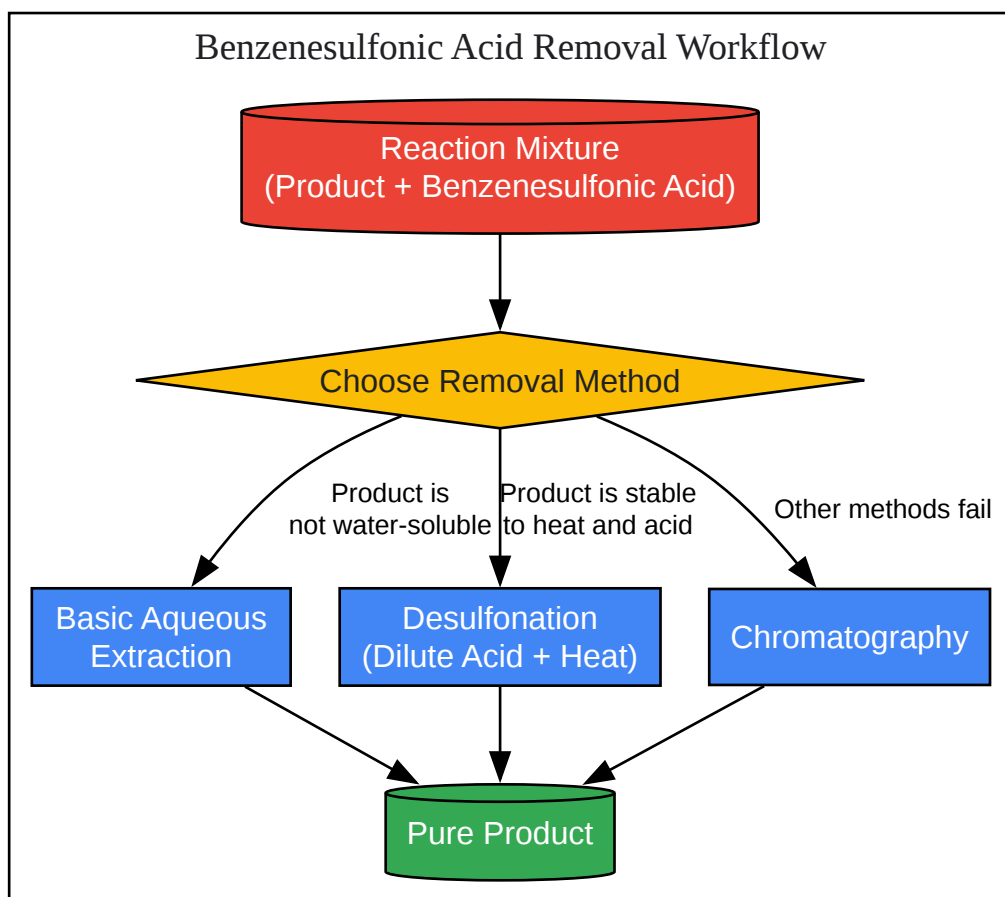 Benzenesulfonic Acid Removal Workflow
Reaction Mixture
(Product + Benzenesulfonic Acid)
Choose Removal Method
Product is
not water-soluble
Product is stable
to heat and acid
Other methods fail
Basic Aqueous
Extraction
Desulfonation
(Dilute Acid + Heat)
Chromatography
Pure Product